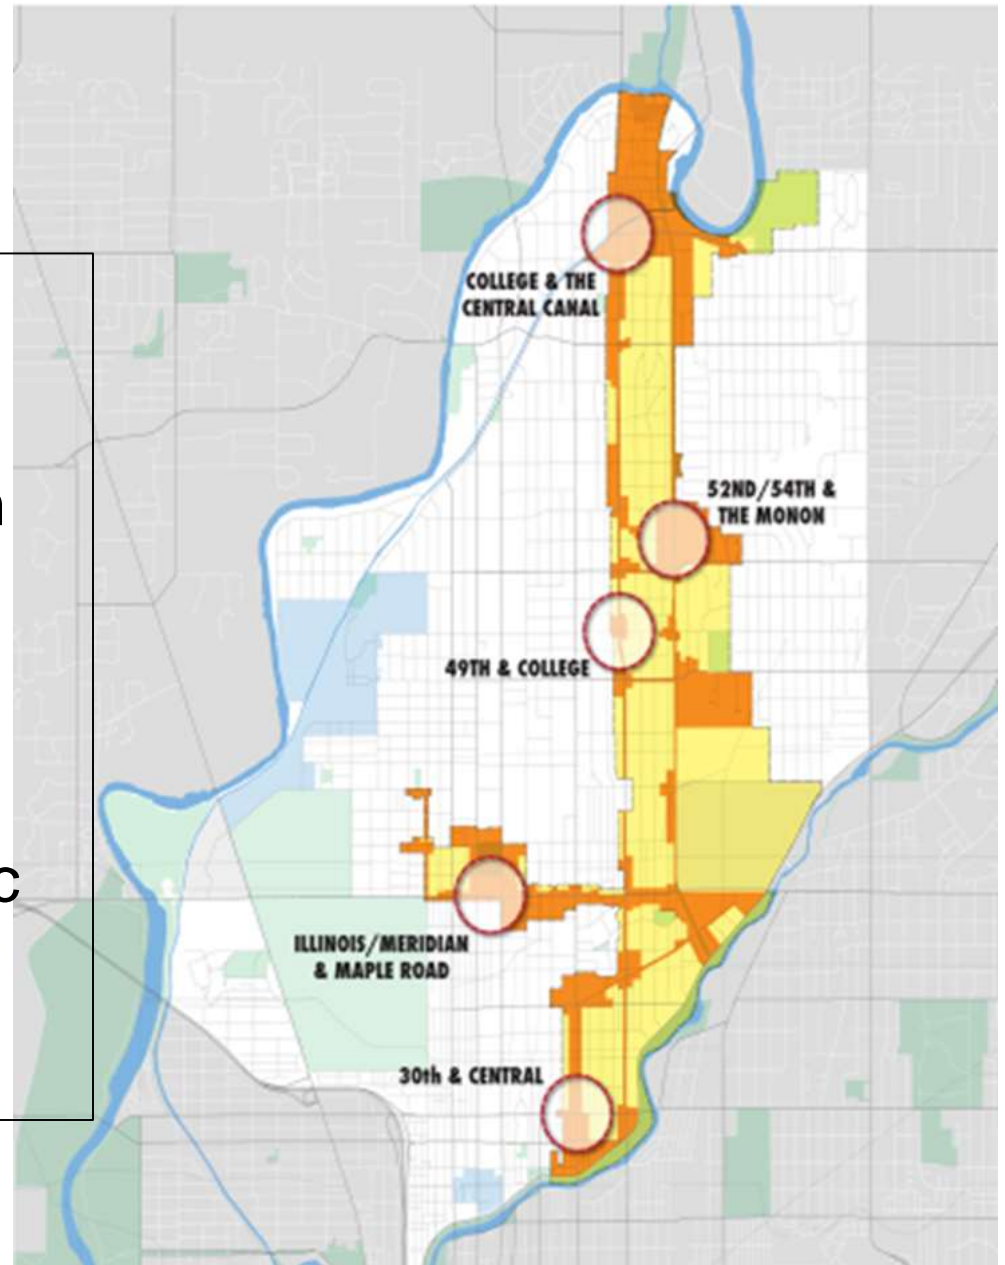 COLLEGE & THE
CENTRAL CANAL
52ND/54TH &
THE MONON
49TH & COLLEGE
ILLINOIS/MERIDIAN
& MAPLE ROAD
30th & CENTRAL